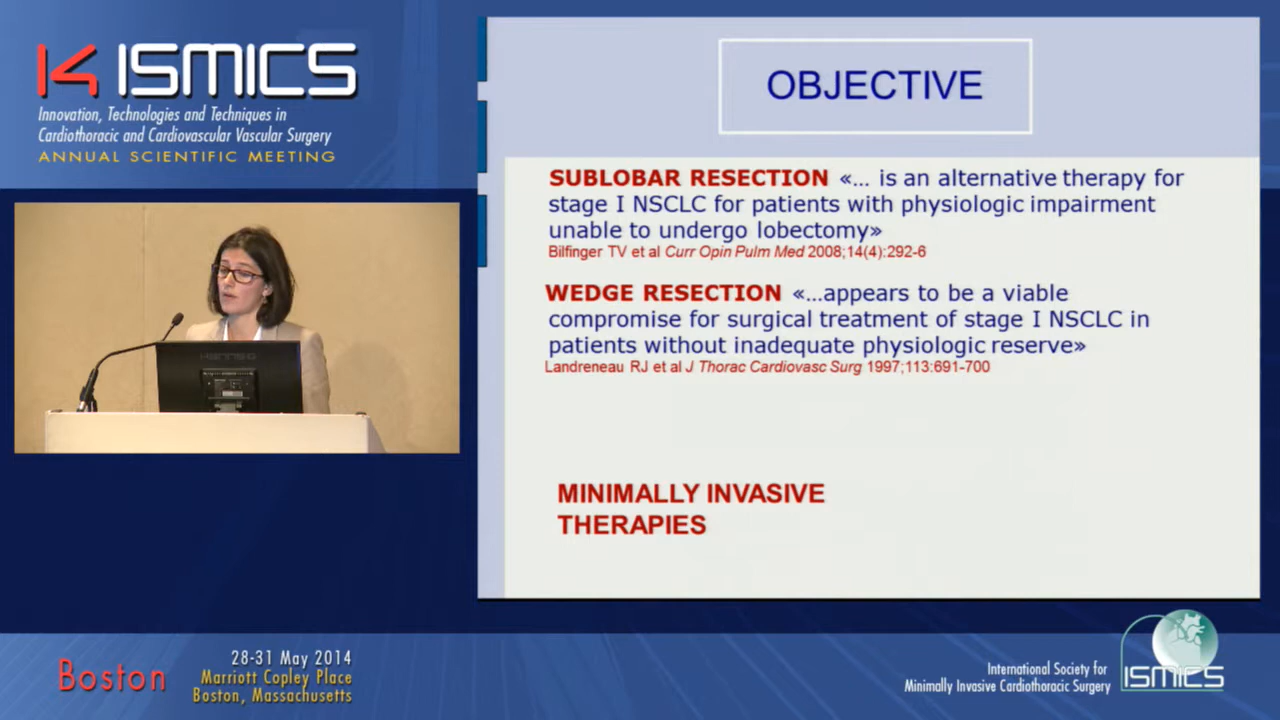 14 ISMICS
Innovation, Technologies and Techniques in
Cardiothoracic and Cardiovascular Vascular Surgery
ANNUAL SCIENTIFIC MEETING
OBJECTIVE
SUBLOBAR RESECTION «... is an alternative therapy for
stage I NSCLC for patients with physiologic impairment
unable to undergo lobectomy»
Bilfinger TV et al Curr Opin Pulm Med 2008;14(4):292-6
WEDGE RESECTION «...appears to be a viable
compromise for surgical treatment of stage I NSCLC in
patients without inadequate physiologic reserve»
Landreneau RJ et al J Thorac Cardiovasc Surg 1997;113:691-700
MINIMALLY INVASIVE
THERAPIES
Boston
28-31 May 2014
Marriott Copley Place
Boston, Massachusetts
International Society for
Minimally Invasive Cardiothoracic Surgery
ISMICS